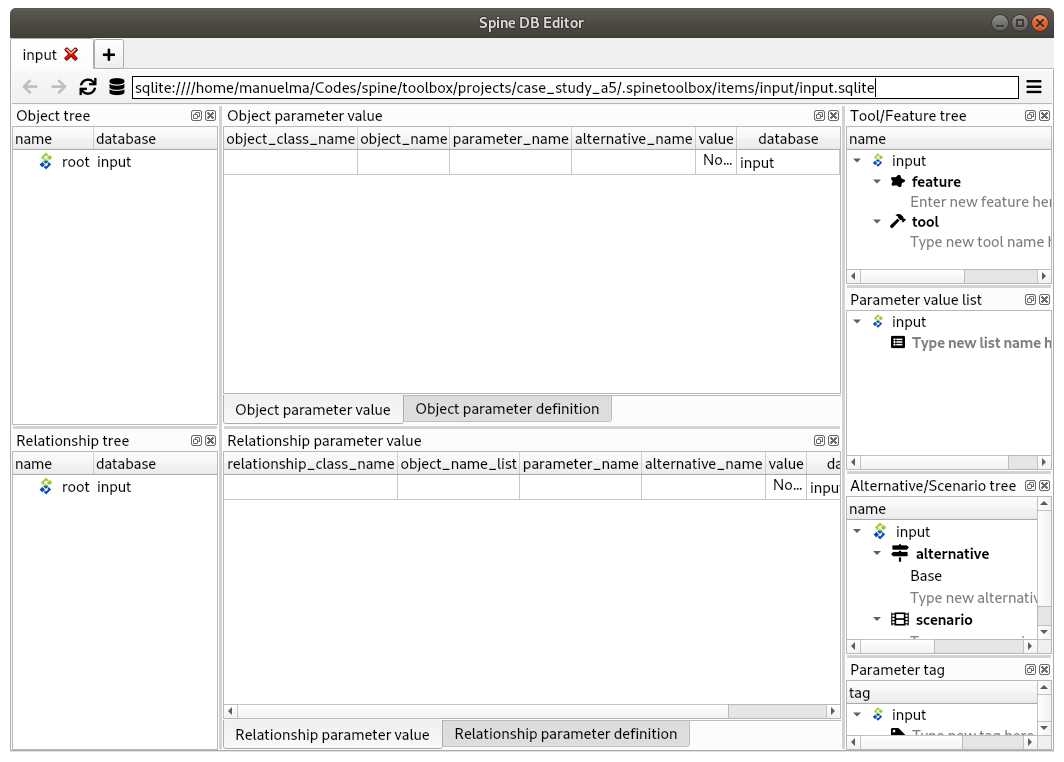 Spine DB Editor
input
sqlite:////home/manuelma/Codes/spine/toolbox/projects/case_study_a5/.spinetoolbox/items/input/input.sqlite
Object tree
name database
root input
Object parameter value
object_class_name object_name parameter_name alternative_name value database
No... input
Object parameter value Object parameter definition
Relationship tree
name database
root input
Relationship parameter value
relationship_class_name object_name_list parameter_name alternative_name value da
No... input
Relationship parameter value Relationship parameter definition
Tool/Feature tree
name
input
feature
Enter new feature her
tool
Type new tool name h
Parameter value list
input
Type new list name h
Alternative/Scenario tree
name
input
alternative
Base
Type new alternativ
scenario
Parameter tag
tag
input
Type new tag here